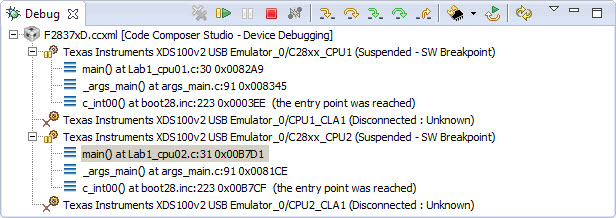 Debug
F2837xD.ccxml [Code Composer Studio - Device Debugging]
Texas Instruments XDS100v2 USB Emulator_0/C28xx_CPU1 (Suspended - SW Breakpoint)
main() at Lab1_cpu01.c:30 0x0082A9
_args_main() at args_main.c:91 0x008345
c_int00() at boot28.inc:223 0x0003EE (the entry point was reached)
Texas Instruments XDS100v2 USB Emulator_0/CPU1_CLA1 (Disconnected : Unknown)
Texas Instruments XDS100v2 USB Emulator_0/C28xx_CPU2 (Suspended - SW Breakpoint)
main() at Lab1_cpu02.c:31 0x00B7D1
_args_main() at args_main.c:91 0x0081CE
c_int00() at boot28.inc:223 0x00B7CF (the entry point was reached)
Texas Instruments XDS100v2 USB Emulator_0/CPU2_CLA1 (Disconnected : Unknown)